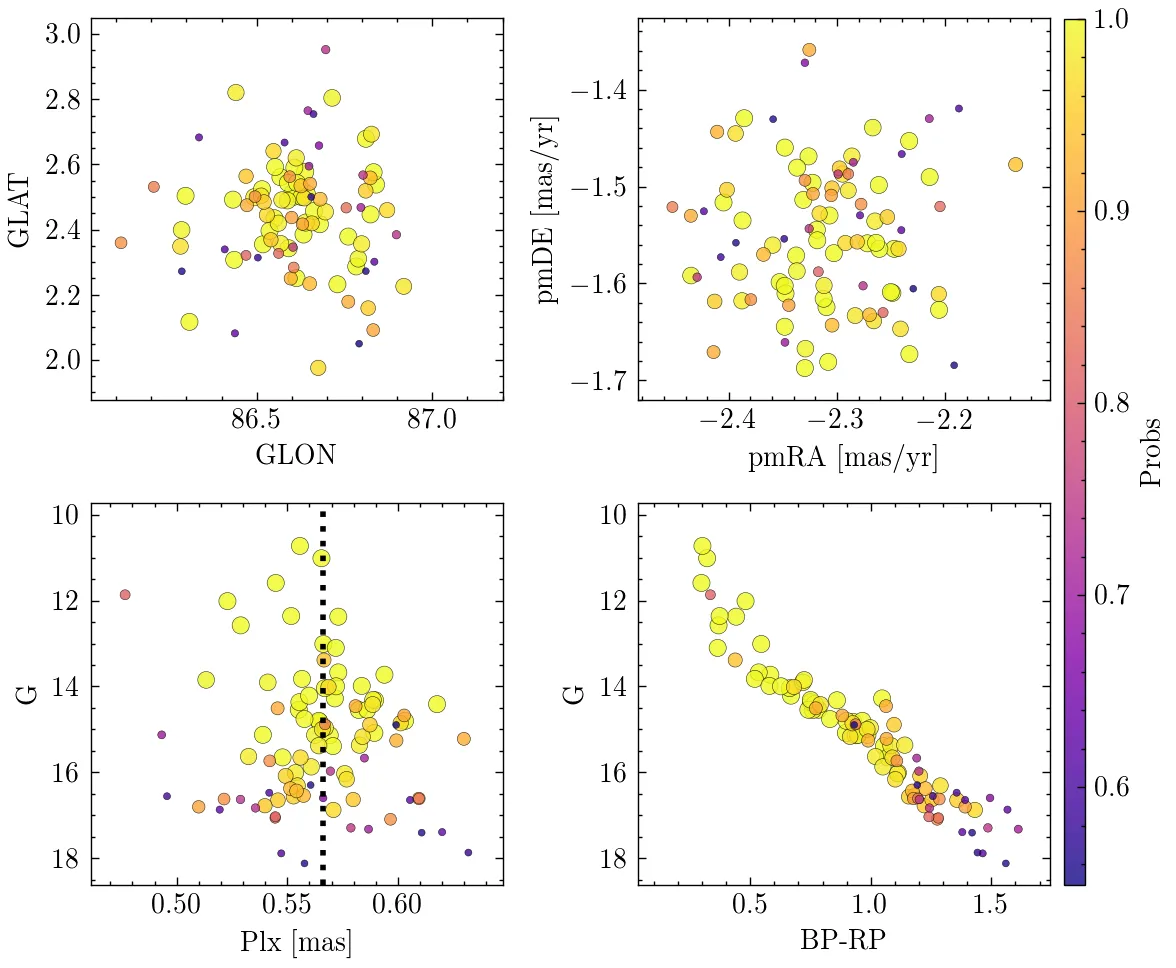 3.0
2.8
2.6
2.4
2.2
2.0
GLAT
86.5 87.0
GLON
−1.4
−1.5
−1.6
−1.7
pmDE [mas/yr]
−2.4 −2.3 −2.2
pmRA [mas/yr]
1.0
0.9
0.8
0.7
0.6
Probs
10
12
14
16
18
G
0.50 0.55 0.60
Plx [mas]
10
12
14
16
18
G
0.5 1.0 1.5
BP-RP